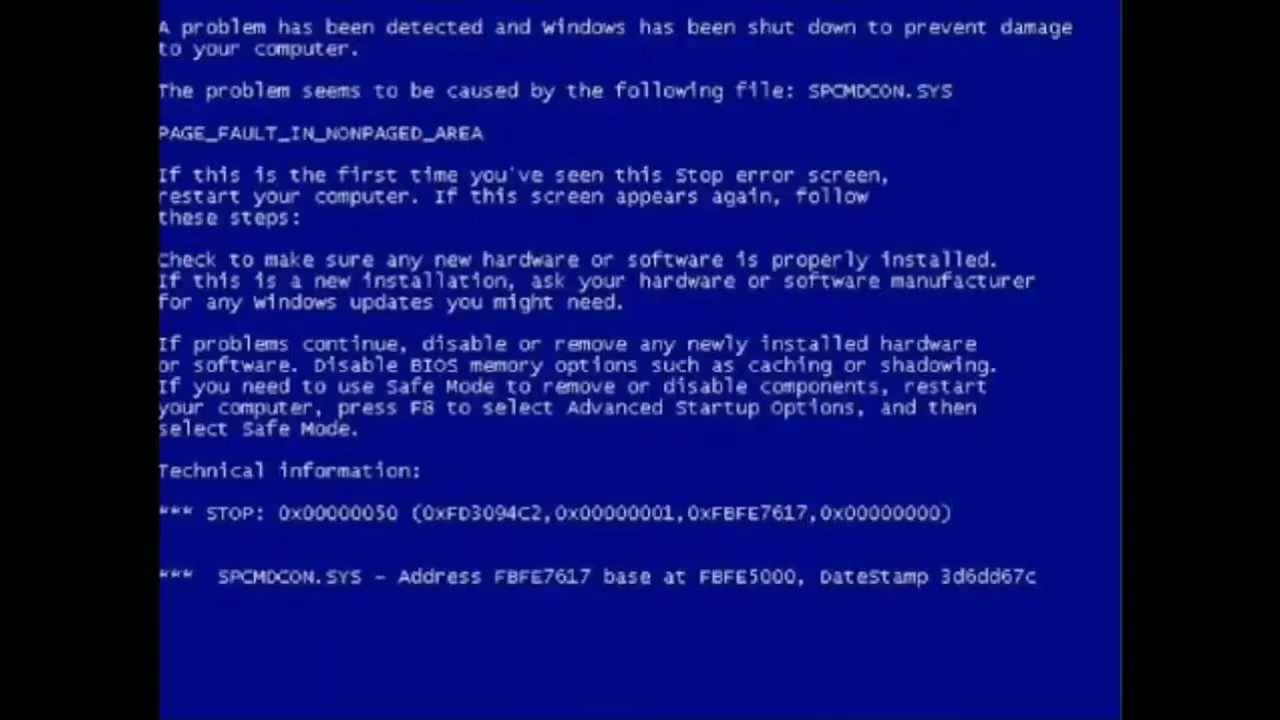 A problem has been detected and Windows has been shut down to prevent damage
to your computer.
The problem seems to be caused by the following file: SPCMDCON.SYS
PAGE_FAULT_IN_NONPAGED_AREA
If this is the first time you've seen this Stop error screen,
restart your computer. If this screen appears again, follow
these steps:
Check to make sure any new hardware or software is properly installed.
If this is a new installation, ask your hardware or software manufacturer
for any Windows updates you might need.
If problems continue, disable or remove any newly installed hardware
or software. Disable BIOS memory options such as caching or shadowing.
If you need to use Safe Mode to remove or disable components, restart
your computer, press F8 to select Advanced Startup Options, and then
select Safe Mode.
Technical information:
*** STOP: 0x00000050 (0xFD3094C2,0x00000001,0xFBFE7617,0x00000000)
*** SPCMDCON.SYS - Address FBFE7617 base at FBFE5000, DateStamp 3d6dd67c